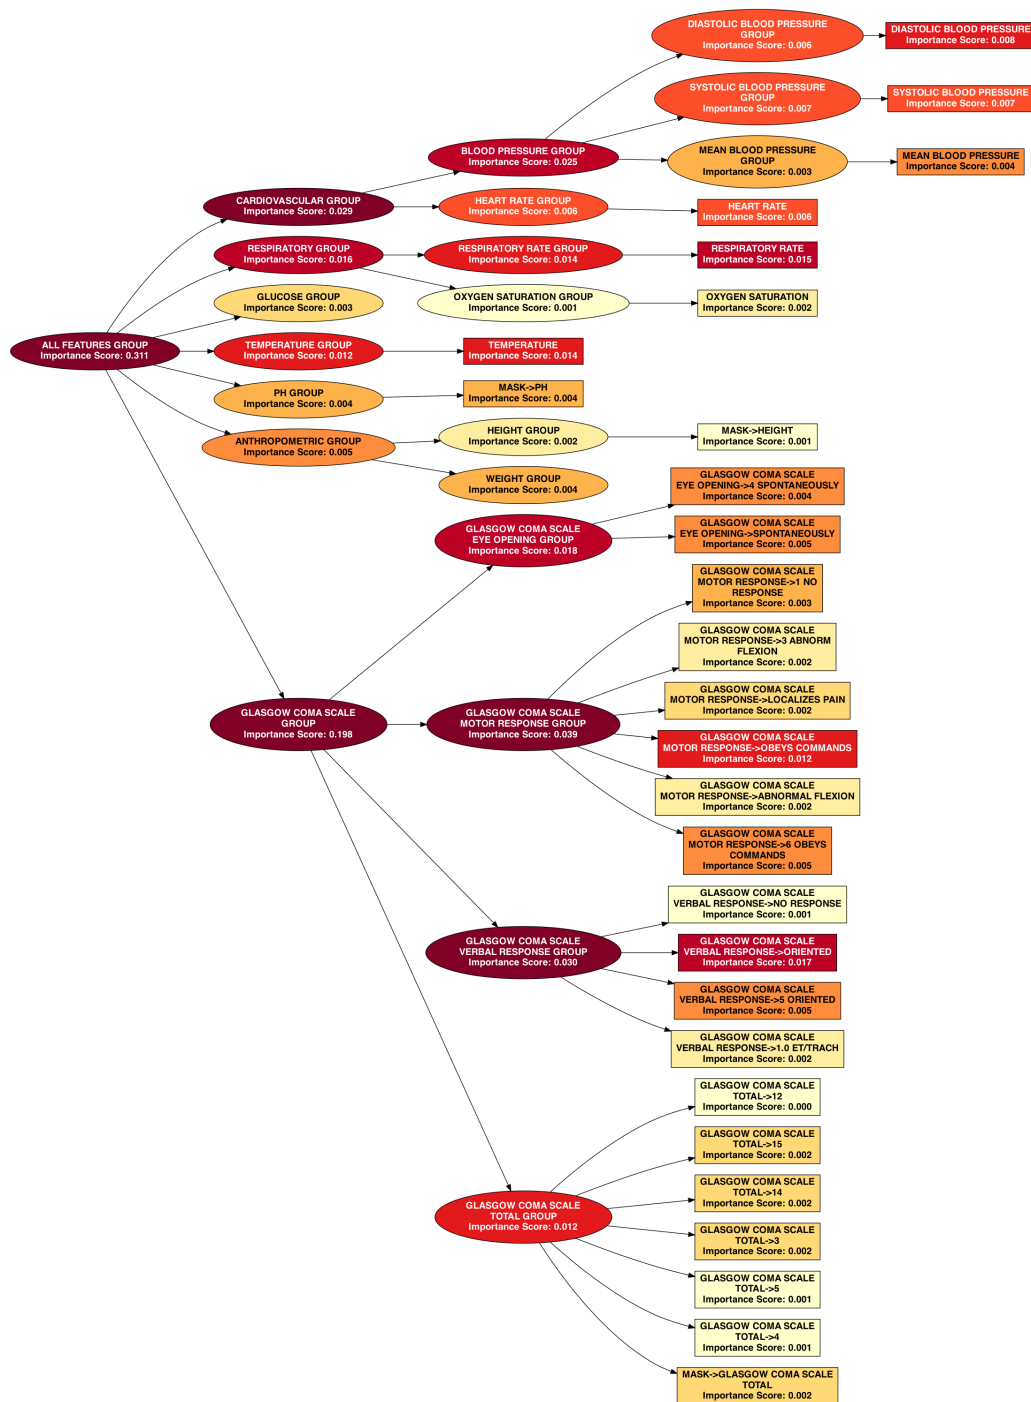 DIASTOLIC BLOOD PRESSURE
GROUP
Importance Score: 0.006
DIASTOLIC BLOOD PRESSURE
Importance Score: 0.008
SYSTOLIC BLOOD PRESSURE
GROUP
Importance Score: 0.007
SYSTOLIC BLOOD PRESSURE
Importance Score: 0.007
BLOOD PRESSURE GROUP
Importance Score: 0.025
MEAN BLOOD PRESSURE
GROUP
Importance Score: 0.003
MEAN BLOOD PRESSURE
Importance Score: 0.004
CARDIOVASCULAR GROUP
Importance Score: 0.029
HEART RATE GROUP
Importance Score: 0.006
HEART RATE
Importance Score: 0.006
RESPIRATORY GROUP
Importance Score: 0.016
RESPIRATORY RATE GROUP
Importance Score: 0.014
RESPIRATORY RATE
Importance Score: 0.015
GLUCOSE GROUP
Importance Score: 0.003
OXYGEN SATURATION GROUP
Importance Score: 0.001
OXYGEN SATURATION
Importance Score: 0.002
ALL FEATURES GROUP
Importance Score: 0.311
TEMPERATURE GROUP
Importance Score: 0.012
TEMPERATURE
Importance Score: 0.014
PH GROUP
Importance Score: 0.004
MASK->PH
Importance Score: 0.004
ANTHROPOMETRIC GROUP
Importance Score: 0.005
HEIGHT GROUP
Importance Score: 0.002
MASK->HEIGHT
Importance Score: 0.001
WEIGHT GROUP
Importance Score: 0.004
GLASGOW COMA SCALE
EYE OPENING->4 SPONTANEOUSLY
Importance Score: 0.004
GLASGOW COMA SCALE
EYE OPENING GROUP
Importance Score: 0.018
GLASGOW COMA SCALE
EYE OPENING->SPONTANEOUSLY
Importance Score: 0.005
GLASGOW COMA SCALE
MOTOR RESPONSE->1 NO
RESPONSE
Importance Score: 0.003
GLASGOW COMA SCALE
MOTOR RESPONSE->3 ABNORM
FLEXION
Importance Score: 0.002
GLASGOW COMA SCALE
MOTOR RESPONSE->LOCALIZES PAIN
Importance Score: 0.002
GLASGOW COMA SCALE
GROUP
Importance Score: 0.198
GLASGOW COMA SCALE
MOTOR RESPONSE GROUP
Importance Score: 0.039
GLASGOW COMA SCALE
MOTOR RESPONSE->OBEYS COMMANDS
Importance Score: 0.012
GLASGOW COMA SCALE
MOTOR RESPONSE->ABNORMAL FLEXION
Importance Score: 0.002
GLASGOW COMA SCALE
MOTOR RESPONSE->6 OBEYS
COMMANDS
Importance Score: 0.005
GLASGOW COMA SCALE
VERBAL RESPONSE->NO RESPONSE
Importance Score: 0.001
GLASGOW COMA SCALE
VERBAL RESPONSE GROUP
Importance Score: 0.030
GLASGOW COMA SCALE
VERBAL RESPONSE->ORIENTED
Importance Score: 0.017
GLASGOW COMA SCALE
VERBAL RESPONSE->5 ORIENTED
Importance Score: 0.005
GLASGOW COMA SCALE
VERBAL RESPONSE->1.0 ET/TRACH
Importance Score: 0.002
GLASGOW COMA SCALE
TOTAL->12
Importance Score: 0.000
GLASGOW COMA SCALE
TOTAL->15
Importance Score: 0.002
GLASGOW COMA SCALE
TOTAL->14
Importance Score: 0.002
GLASGOW COMA SCALE
TOTAL GROUP
Importance Score: 0.012
GLASGOW COMA SCALE
TOTAL->3
Importance Score: 0.002
GLASGOW COMA SCALE
TOTAL->5
Importance Score: 0.001
GLASGOW COMA SCALE
TOTAL->4
Importance Score: 0.001
MASK->GLASGOW COMA SCALE
TOTAL
Importance Score: 0.002